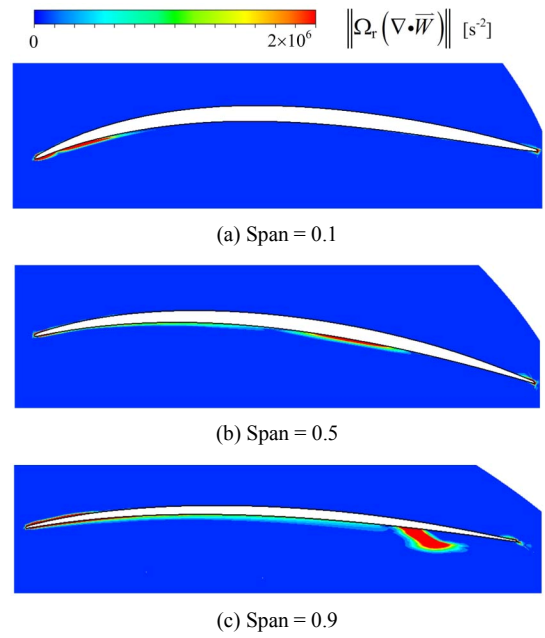 0 2×10⁶ ‖Ωᵣ(∇•W⃗)‖ [s⁻²]
(a) Span = 0.1
(b) Span = 0.5
(c) Span = 0.9